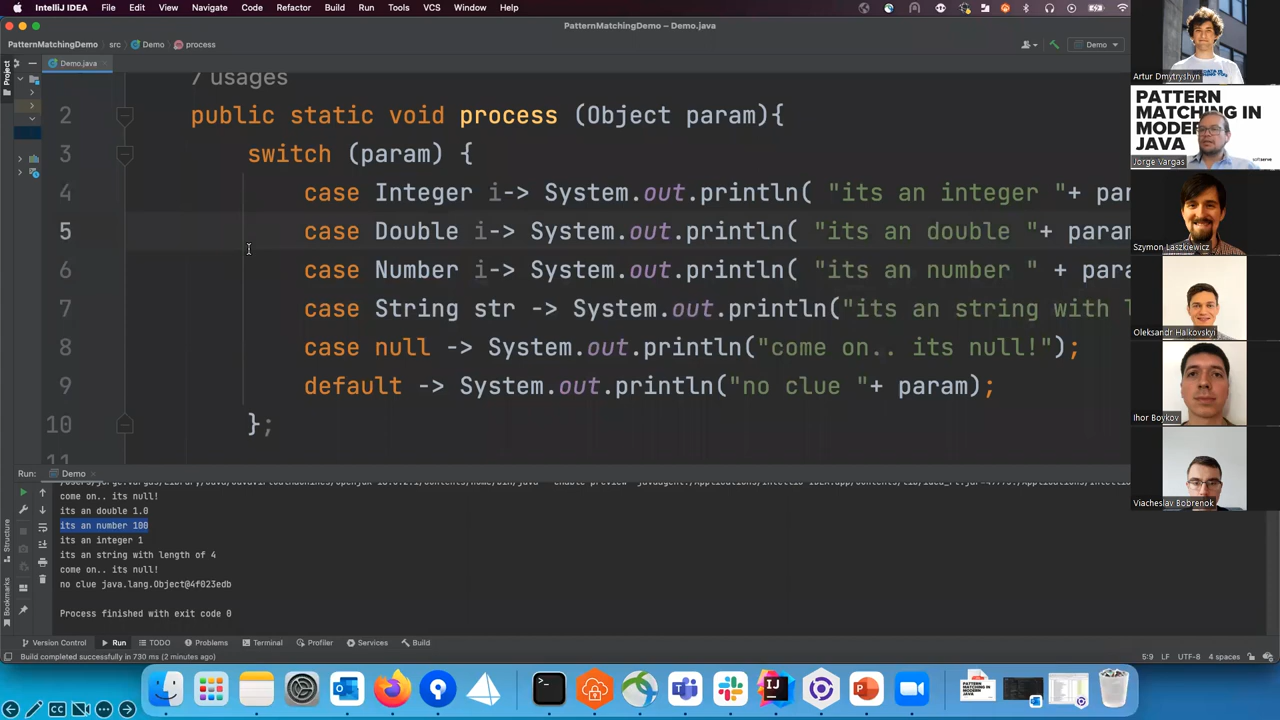 IntelliJ IDEA File Edit View Navigate Code Refactor Build Run Tools VCS Window Help
PatternMatchingDemo – Demo.java
PatternMatchingDemo src Demo process
Demo
Project
Demo.java
7 usages
2 public static void process (Object param){
3 switch (param) {
4 case Integer i-> System.out.println( "its an integer "+
5 case Double i-> System.out.println( "its an double "+ param
6 case Number i-> System.out.println( "its an number " +
7 case String str -> System.out.println("its an string with
8 case null -> System.out.println("come on.. its null!");
9 default -> System.out.println("no clue "+ param);
10 };
11
Run: Demo
come on.. its null!
its an double 1.0
its an number 100
its an integer 1
its an string with length of 4
come on.. its null!
no clue java.lang.Object@4f023edb
Process finished with exit code 0
Structure
Bookmarks
Version Control Run TODO Problems Terminal Profiler Services Build
Build completed successfully in 730 ms (2 minutes ago)
5:9 LF UTF-8 4 spaces
Artur Dmytryshyn
PATTERN
MATCHING IN
MODERN
JAVA
softserve
Jorge Vargas
Szymon Laszkiewicz
Oleksandr Halkovskyi
Ihor Boykov
Viacheslav Bobrenok